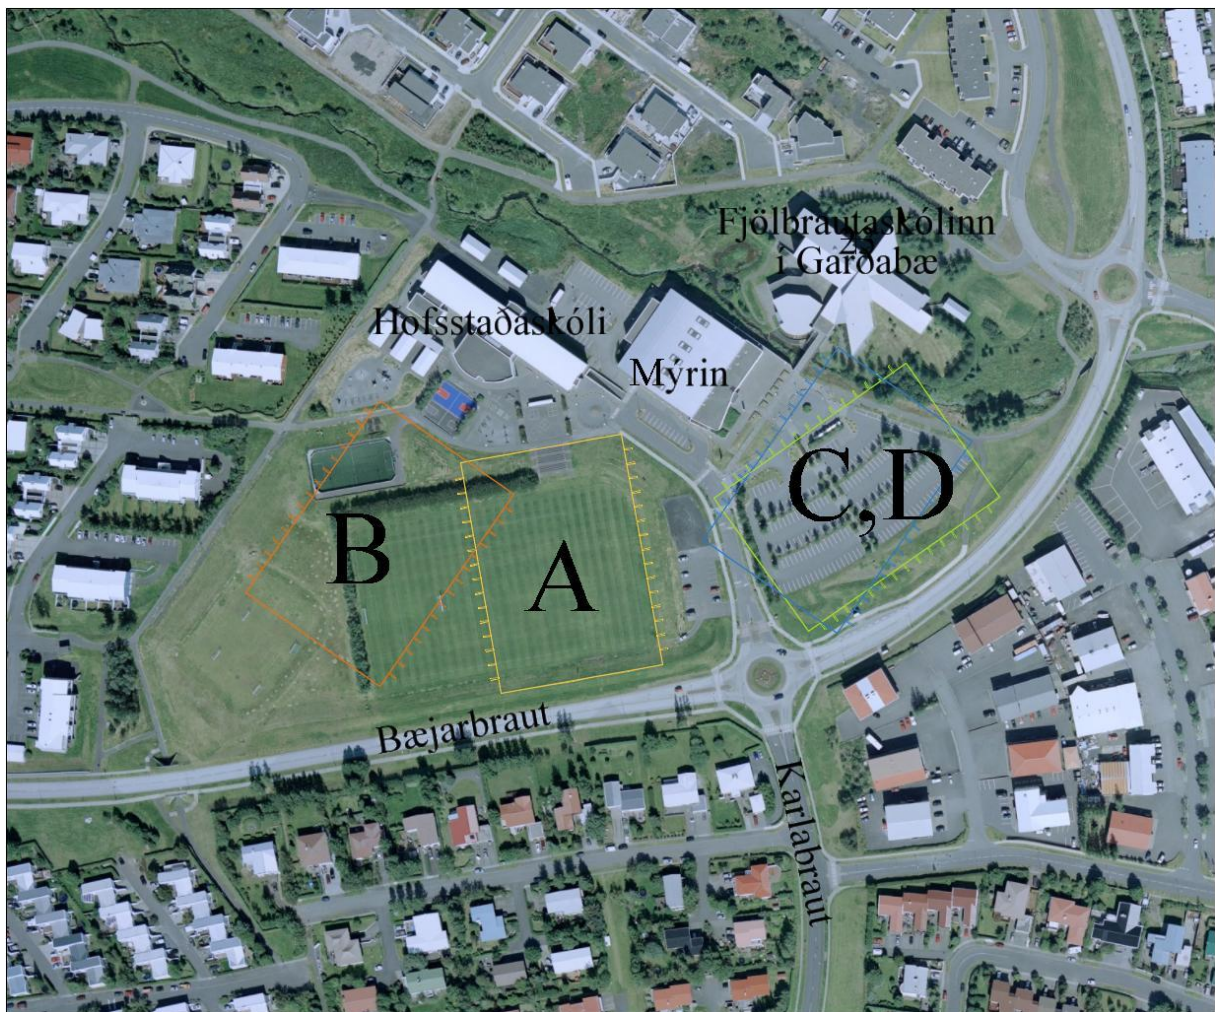 Fjölbrautaskólinn
í Garðabæ
Hofsstaðaskóli
Mýrin
C,D
B
A
Bæjarbraut
Karlabraut